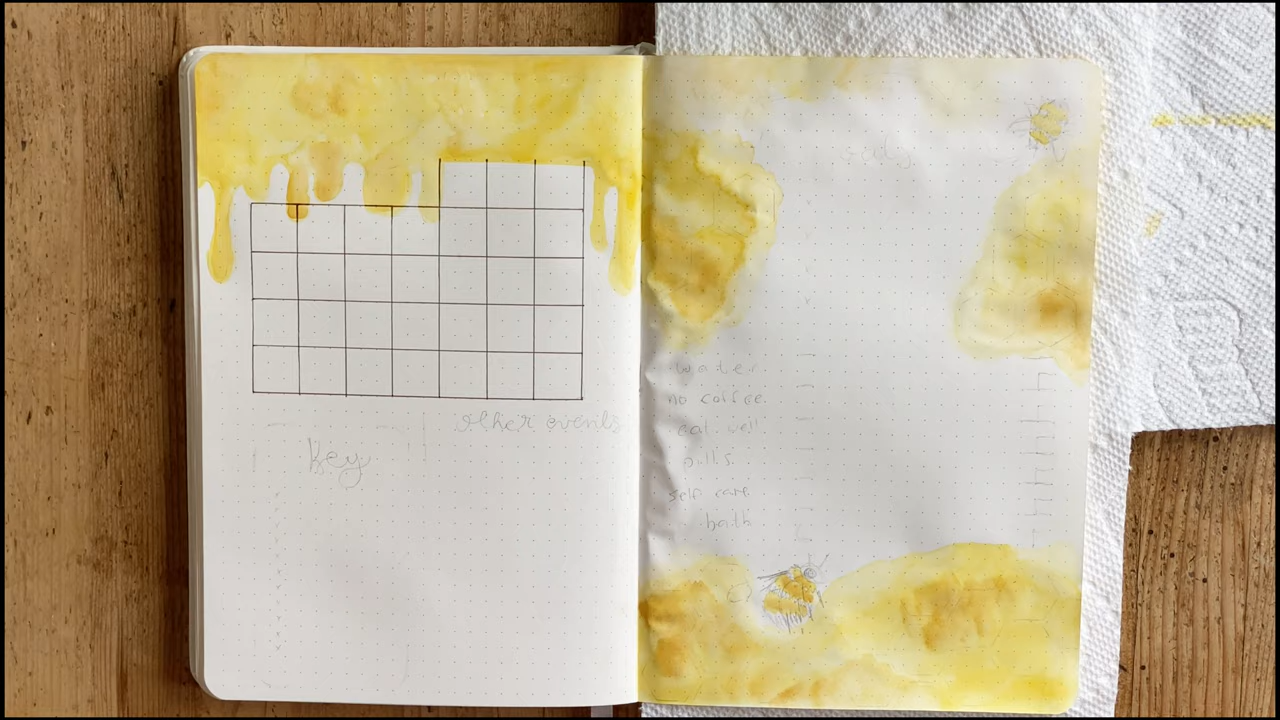 other events
Key
water
no coffee
eat well
pills
self care
bath